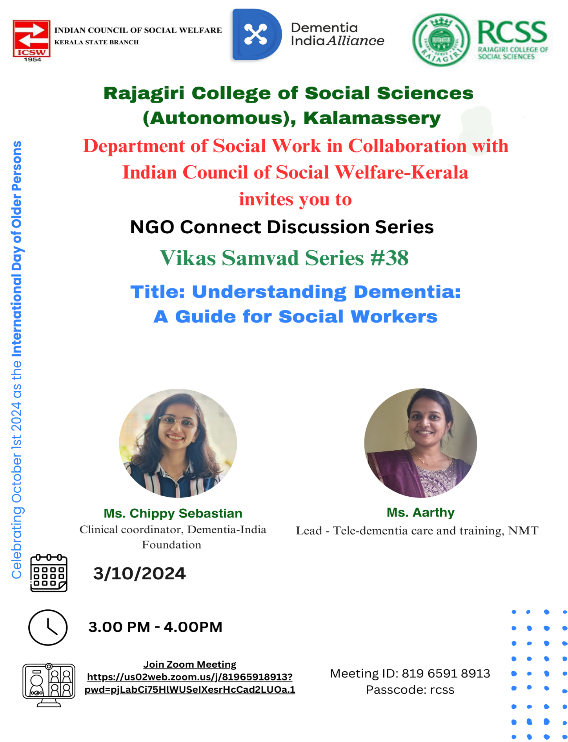 INDIAN COUNCIL OF SOCIAL WELFARE
KERALA STATE BRANCH
ICSW
1954
Dementia
India Alliance
RAJAGIRI
RCSS
RAJAGIRI COLLEGE OF
SOCIAL SCIENCES
Rajagiri College of Social Sciences
(Autonomous), Kalamassery
Department of Social Work in Collaboration with
Indian Council of Social Welfare-Kerala
invites you to
NGO Connect Discussion Series
Vikas Samvad Series #38
Title: Understanding Dementia:
A Guide for Social Workers
Celebrating October 1st 2024 as the International Day of Older Persons
Ms. Chippy Sebastian
Clinical coordinator, Dementia-India
Foundation
Ms. Aarthy
Lead - Tele-dementia care and training, NMT
3/10/2024
3.00 PM - 4.00PM
Join Zoom Meeting
https://us02web.zoom.us/j/81965918913?
pwd=pjLabCi75HlWUSelXesrHcCad2LUOa.1
Meeting ID: 819 6591 8913
Passcode: rcss